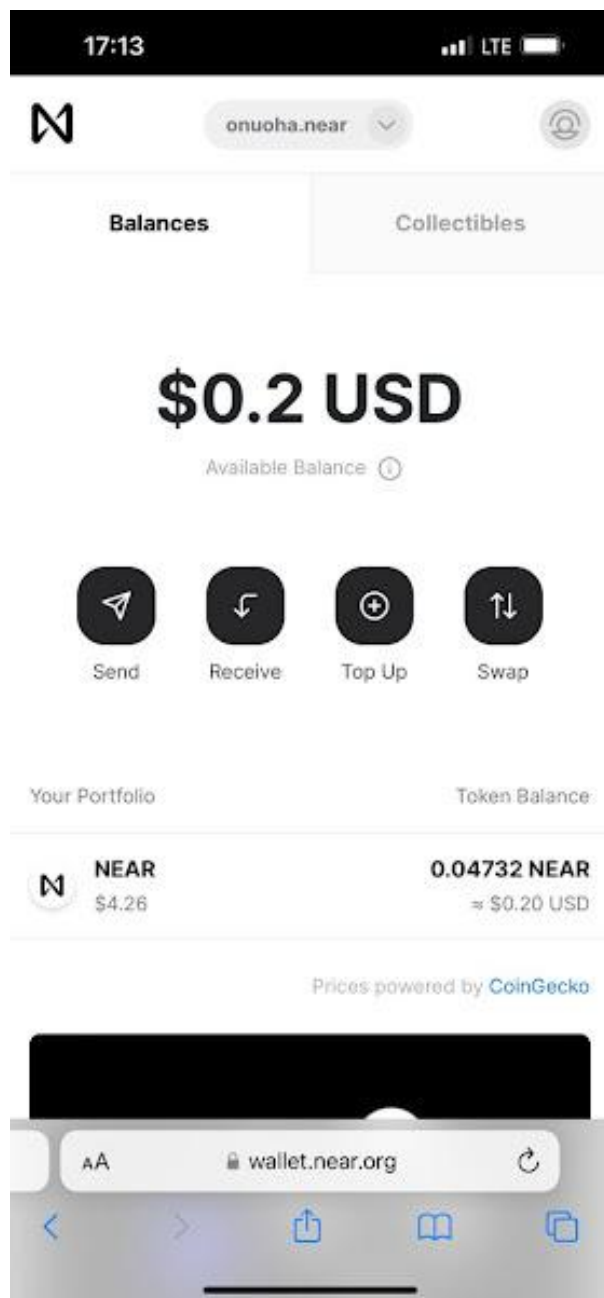 17:13 LTE
onuoha.near
Balances Collectibles
$0.2 USD
Available Balance
Send Receive Top Up Swap
Your Portfolio Token Balance
NEAR 0.04732 NEAR
$4.26 ≈ $0.20 USD
Prices powered by CoinGecko
AA wallet.near.org